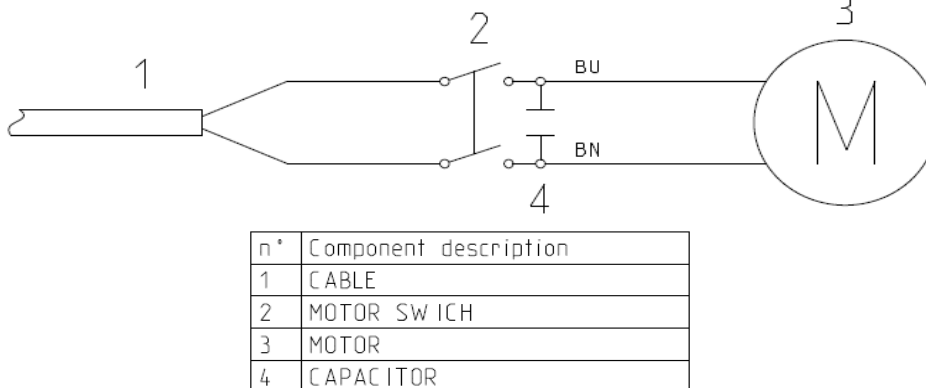 3
2
1
BU
M
BN
4
n° Component description
1 CABLE
2 MOTOR SWICH
3 MOTOR
4 CAPACITOR